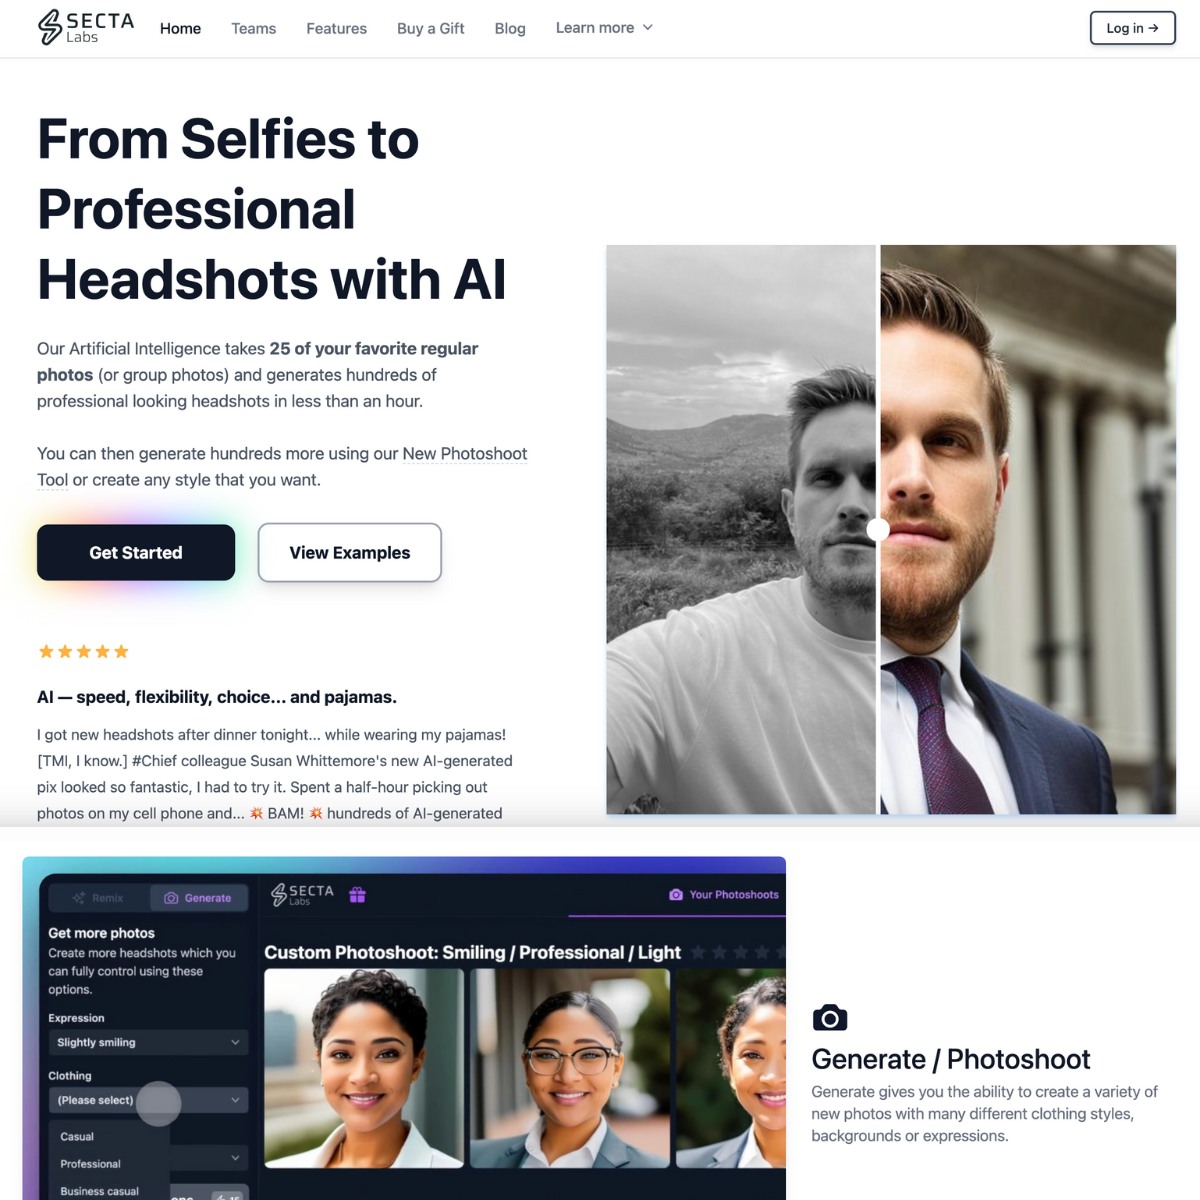 SECTA
Labs
Home
Teams
Features
Buy a Gift
Blog
Learn more
Log in →
From Selfies to
Professional
Headshots with AI
Our Artificial Intelligence takes 25 of your favorite regular
photos (or group photos) and generates hundreds of
professional looking headshots in less than an hour.
You can then generate hundreds more using our New Photoshoot
Tool or create any style that you want.
Get Started
View Examples
AI — speed, flexibility, choice... and pajamas.
I got new headshots after dinner tonight... while wearing my pajamas!
[TMI, I know.] #Chief colleague Susan Whittemore's new AI-generated
pix looked so fantastic, I had to try it. Spent a half-hour picking out
photos on my cell phone and... 💥 BAM! 💥 hundreds of AI-generated
Remix
Generate
SECTA
Labs
Your Photoshoots
Get more photos
Create more headshots which you
can fully control using these
options.
Expression
Slightly smiling
Clothing
(Please select)
Casual
Professional
Business casual
Custom Photoshoot: Smiling / Professional / Light
Generate / Photoshoot
Generate gives you the ability to create a variety of
new photos with many different clothing styles,
backgrounds or expressions.